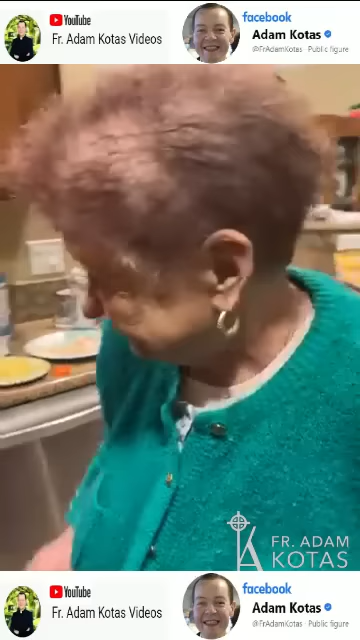 YouTube
Fr. Adam Kotas Videos
facebook
Adam Kotas
@FrAdamKotas · Public figure
FR. ADAM
KOTAS
YouTube
Fr. Adam Kotas Videos
facebook
Adam Kotas
@FrAdamKotas · Public figure